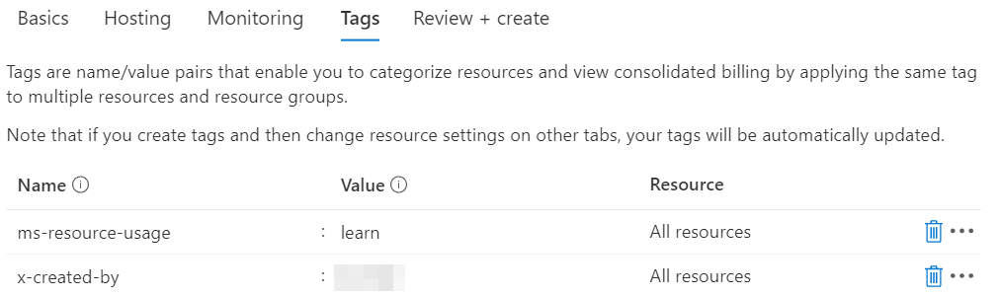 Basics Hosting Monitoring Tags Review + create
Tags are name/value pairs that enable you to categorize resources and view consolidated billing by applying the same tag
to multiple resources and resource groups.
Note that if you create tags and then change resource settings on other tabs, your tags will be automatically updated.
Name Value Resource
ms-resource-usage : learn All resources
x-created-by : All resources